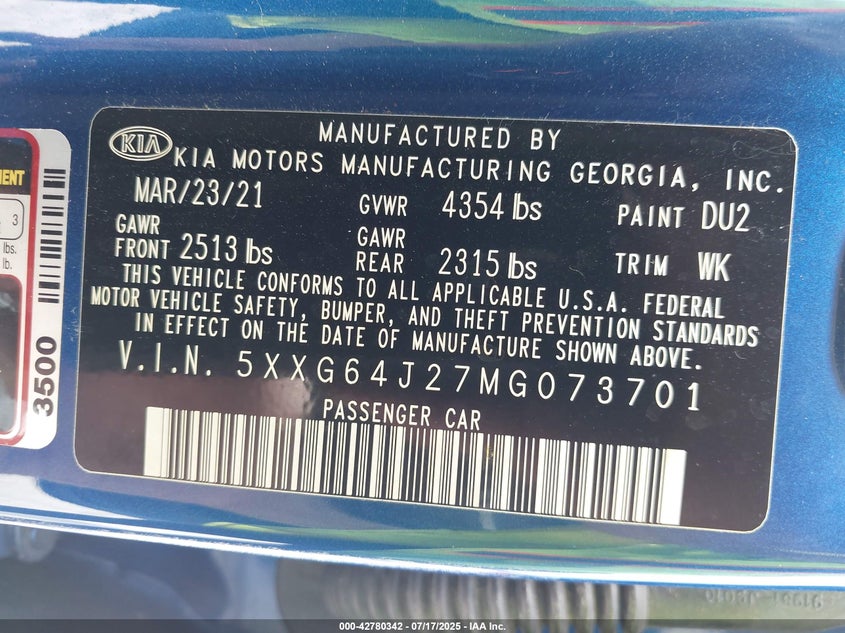 MENT
3
lbs.
lb.
3500
KIA
MANUFACTURED BY
KIA MOTORS MANUFACTURING GEORGIA, INC.
MAR/23/21 GVWR 4354 lbs PAINT DU2
GAWR FRONT 2513 lbs GAWR REAR 2315 lbs TRIM WK
THIS VEHICLE CONFORMS TO ALL APPLICABLE U.S.A. FEDERAL
MOTOR VEHICLE SAFETY, BUMPER, AND THEFT PREVENTION STANDARDS
IN EFFECT ON THE DATE OF MANUFACTURE SHOWN ABOVE.
V.I.N. 5XXG64J27MG073701
PASSENGER CAR
000-42780342 / 07/17/2025 - IAA Inc.